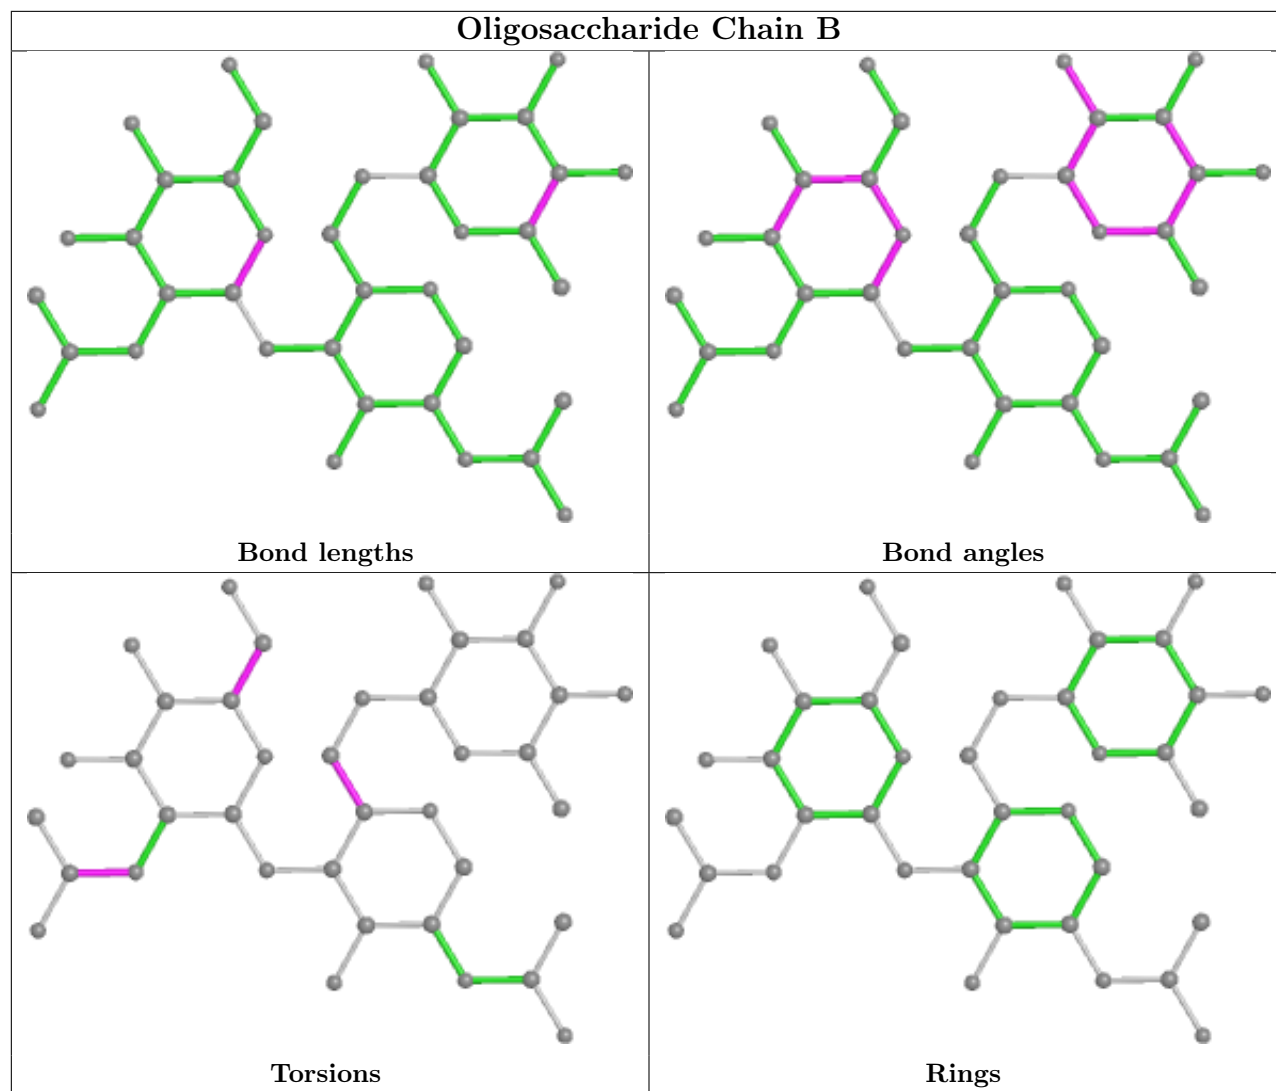 Oligosaccharide Chain B
Bond lengths
Bond angles
Torsions
Rings